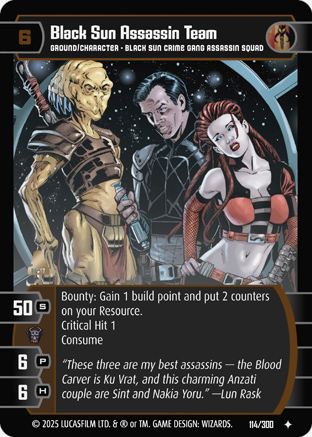 6 Black Sun Assassin Team
GROUND/CHARACTER • BLACK SUN CRIME GANG ASSASSIN SQUAD
Bounty: Gain 1 build point and put 2 counters
50 S on your Resource.
Critical Hit 1
Consume
6 P “These three are my best assassins — the Blood
Carver is Ku Vrat, and this charming Anzati
6 H couple are Sint and Nakia Yoru.” —Lun Rask
© 2025 LUCASFILM LTD. & ® or TM. GAME DESIGN: WIZARDS. 114/300